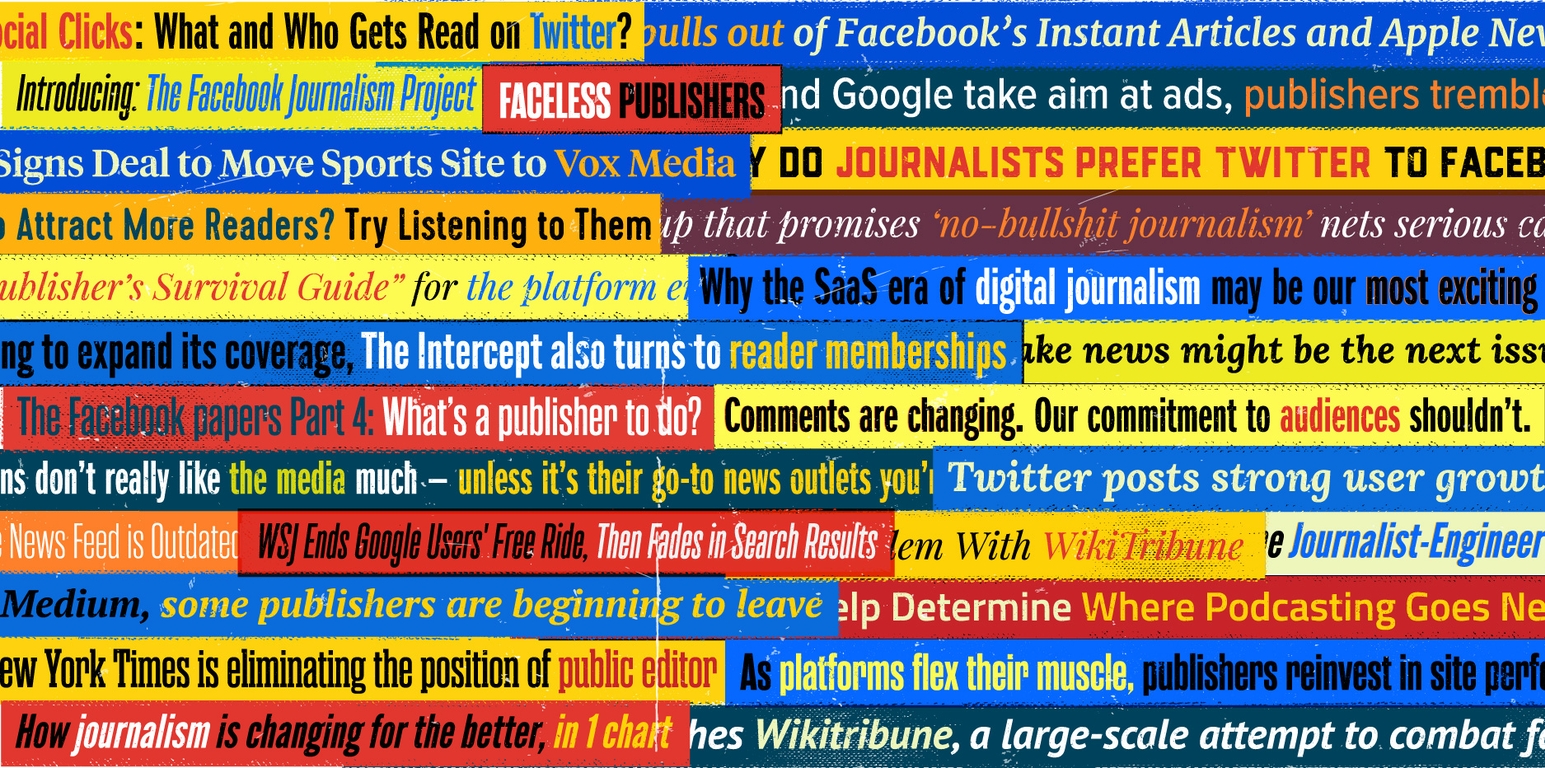 ocial Clicks: What and Who Gets Read on Twitter?
pulls out of Facebook's Instant Articles and Apple New
Introducing: The Facebook Journalism Project
FACELESS PUBLISHERS
nd Google take aim at ads, publishers tremble
Signs Deal to Move Sports Site to Vox Media
Y DO JOURNALISTS PREFER TWITTER TO FACEB
o Attract More Readers? Try Listening to Them
up that promises ‘no-bullshit journalism’ nets serious ca
ublisher’s Survival Guide” for the platform er
Why the SaaS era of digital journalism may be our most exciting
ng to expand its coverage, The Intercept also turns to reader memberships
ake news might be the next issu
The Facebook papers Part 4: What’s a publisher to do?
Comments are changing. Our commitment to audiences shouldn’t.
ns don’t really like the media much – unless it’s their go-to news outlets you’r
Twitter posts strong user growt
e News Feed is Outdated
WSJ Ends Google Users' Free Ride, Then Fades in Search Results
lem With WikiTribune
he Journalist-Engineer
Medium, some publishers are beginning to leave
elp Determine Where Podcasting Goes Ne
ew York Times is eliminating the position of public editor
As platforms flex their muscle, publishers reinvest in site perfo
How journalism is changing for the better, in 1 chart
hes Wikitribune, a large-scale attempt to combat fa